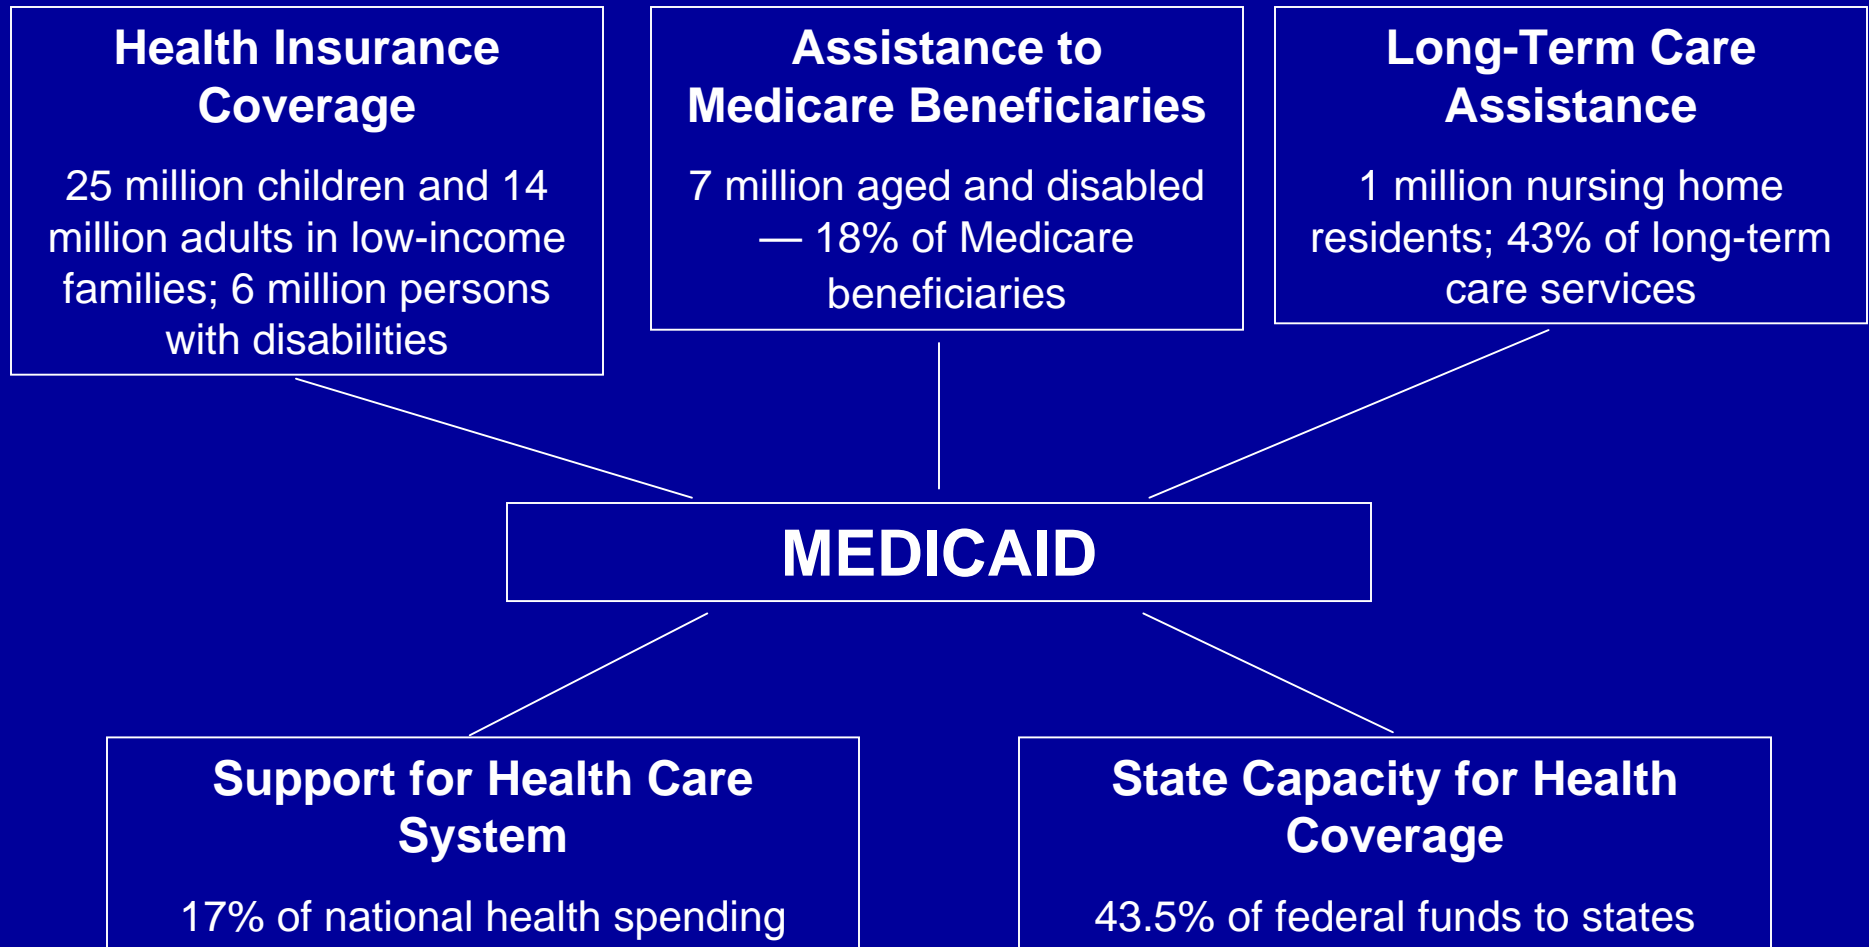 Health Insurance
Coverage
25 million children and 14
million adults in low-income
families; 6 million persons
with disabilities
Assistance to
Medicare Beneficiaries
7 million aged and disabled
— 18% of Medicare
beneficiaries
Long-Term Care
Assistance
1 million nursing home
residents; 43% of long-term
care services
MEDICAID
Support for Health Care
System
17% of national health spending
State Capacity for Health
Coverage
43.5% of federal funds to states